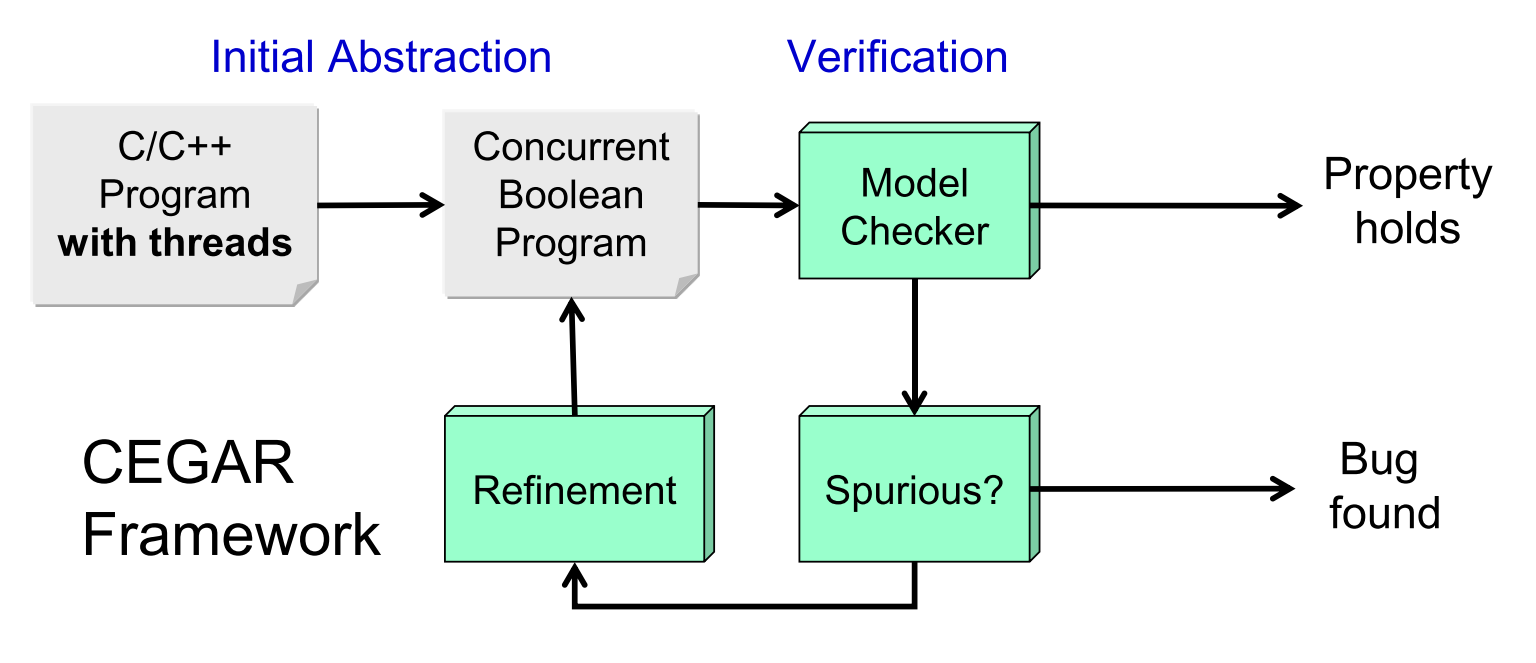 Initial Abstraction
Verification
C/C++
Program
with threads
Concurrent
Boolean
Program
Model
Checker
Property
holds
CEGAR
Framework
Refinement
Spurious?
Bug
found